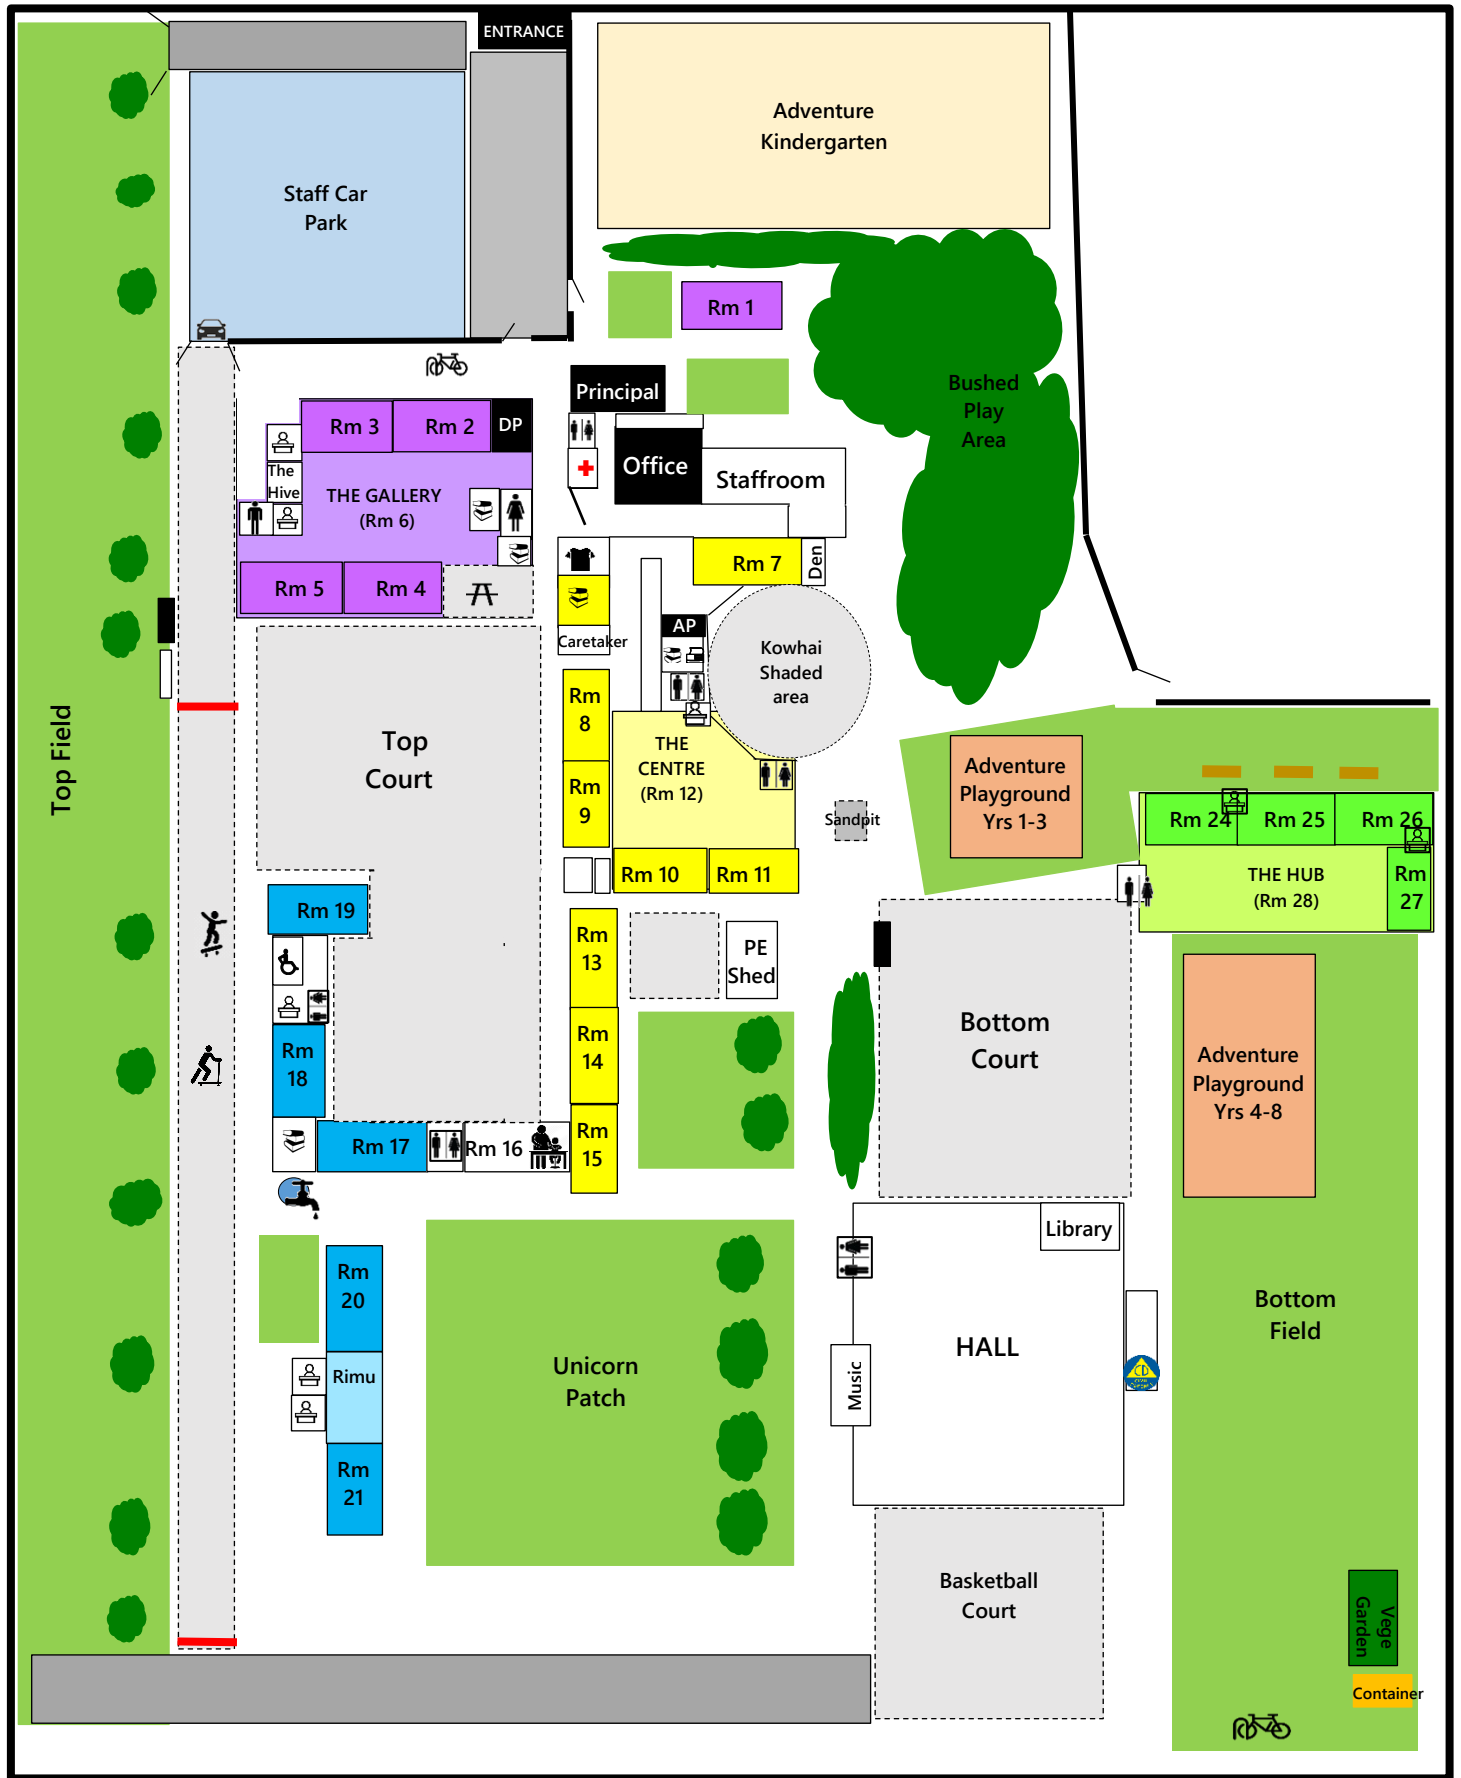 ENTRANCE
Adventure
Kindergarten
Staff Car
Park
Rm 1
Bushed
Play
Area
Principal
Rm 3
Rm 2
DP
Office
Staffroom
The
Hive
THE GALLERY
(Rm 6)
Rm 7
Den
Rm 5
Rm 4
Caretaker
AP
Kowhai
Shaded
area
Top Field
Rm
8
Top
Court
THE
CENTRE
(Rm 12)
Rm
9
Adventure
Playground
Yrs 1-3
Sandpit
Rm 24
Rm 25
Rm 26
Rm 10
Rm 11
THE HUB
(Rm 28)
Rm
27
Rm 19
Rm
13
PE
Shed
Bottom
Court
Rm
14
Rm
18
Adventure
Playground
Yrs 4-8
Rm 17
Rm 16
Rm
15
Library
Rm
20
Bottom
Field
HALL
Rimu
Unicorn
Patch
Music
CD
Rm
21
Basketball
Court
Vege
Garden
Container